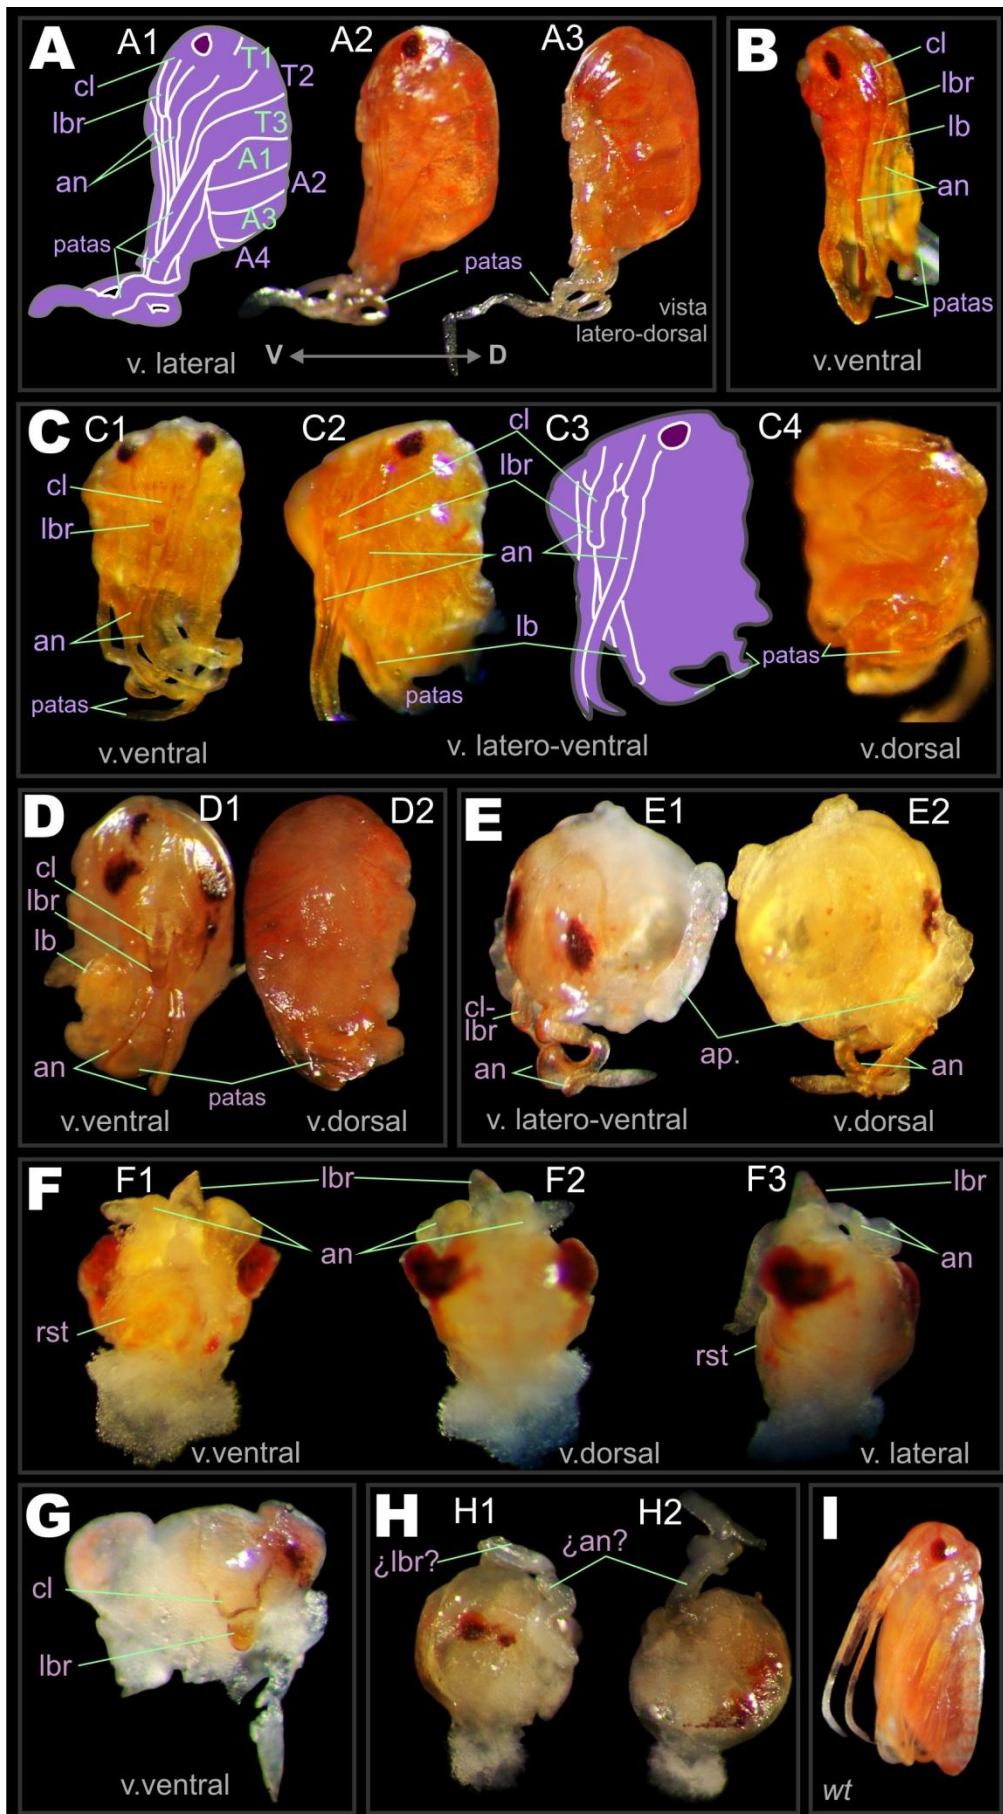 A
A1
A2
A3
cl
lbr
an
patas
T1
T2
T3
A1
A2
A3
A4
patas
v. lateral
V
D
vista
latero-dorsal
B
cl
lbr
lb
an
patas
v.ventral
C
C1
C2
C3
C4
cl
lbr
an
patas
cl
lbr
an
lb
patas
patas
v.ventral
v. latero-ventral
v.dorsal
D
D1
D2
cl
lbr
lb
an
patas
v.ventral
v.dorsal
E
E1
E2
cl-
lbr
an
ap.
an
v. latero-ventral
v.dorsal
F
F1
F2
F3
lbr
an
rst
lbr
an
rst
v.ventral
v.dorsal
v. lateral
G
cl
lbr
v.ventral
H
H1
H2
¿lbr?
¿an?
I
wt